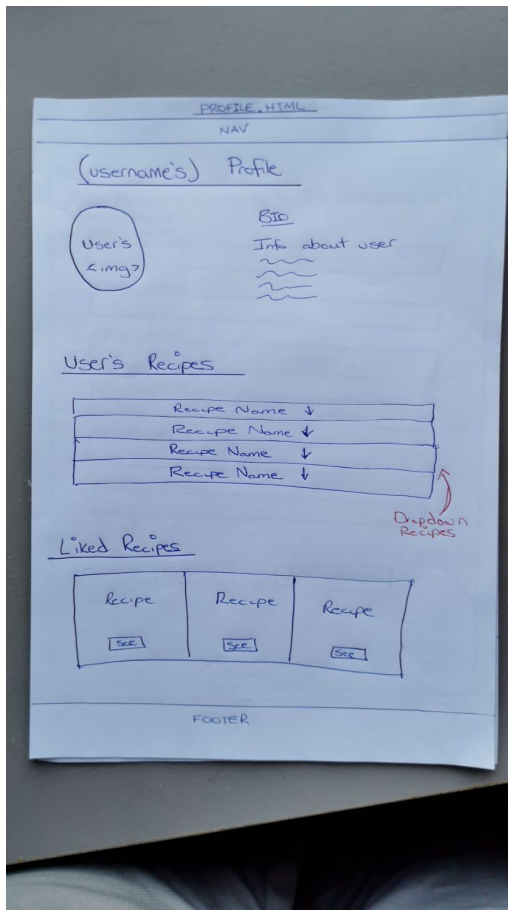 PROFILE.HTML
NAV
(username's) Profile
User's
<img>
BIO
Info about user
User's Recipes
Recipe Name ↓
Recipe Name ↓
Recipe Name ↓
Recipe Name ↓
Dropdown
Recipes
Liked Recipes
Recipe
See
Recipe
See
Recipe
See
FOOTER